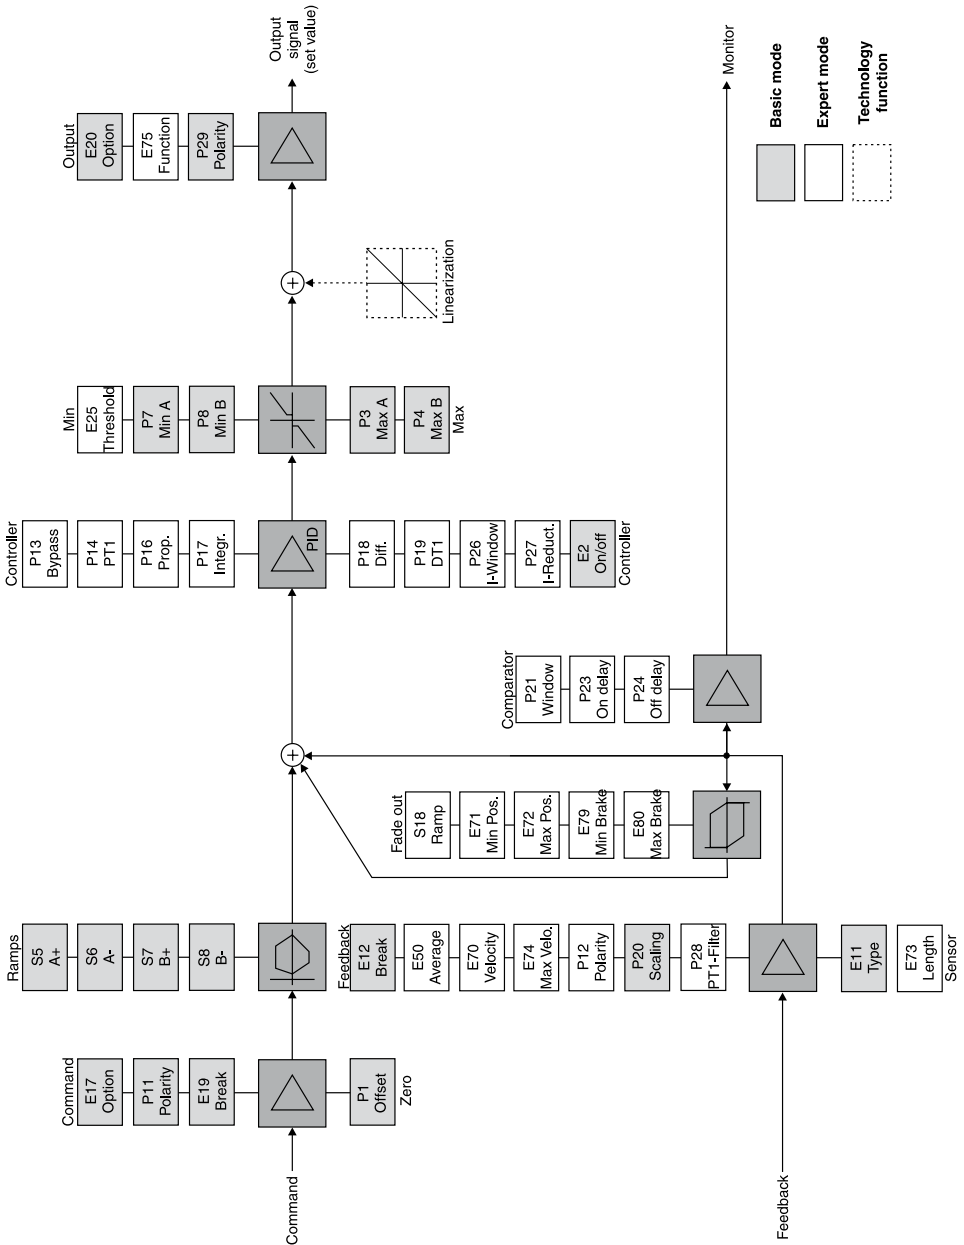 Command
Command
E17
Option
P11
Polarity
E19
Break
P1
Offset
Zero
Ramps
S5
A+
S6
A-
S7
B+
S8
B-
Feedback
Feedback
E12
Break
E50
Average
E70
Velocity
E74
Max Velo.
P12
Polarity
P20
Scaling
P28
PT1-Filter
E11
Type
E73
Length
Sensor
Fade out
S18
Ramp
E71
Min Pos.
E72
Max Pos.
E79
Min Brake
E80
Max Brake
+
Comparator
P21
Window
P23
On delay
P24
Off delay
Controller
P13
Bypass
P14
PT1
P16
Prop.
P17
Integr.
PID
P18
Diff.
P19
DT1
P26
I-Window
P27
I-Reduct.
E2
On/off
Controller
Min
E25
Threshold
P7
Min A
P8
Min B
P3
Max A
P4
Max B
Max
+
Linearization
Output
E20
Option
E75
Function
P29
Polarity
Output
signal
(set value)
Monitor
Basic mode
Expert mode
Technology
function